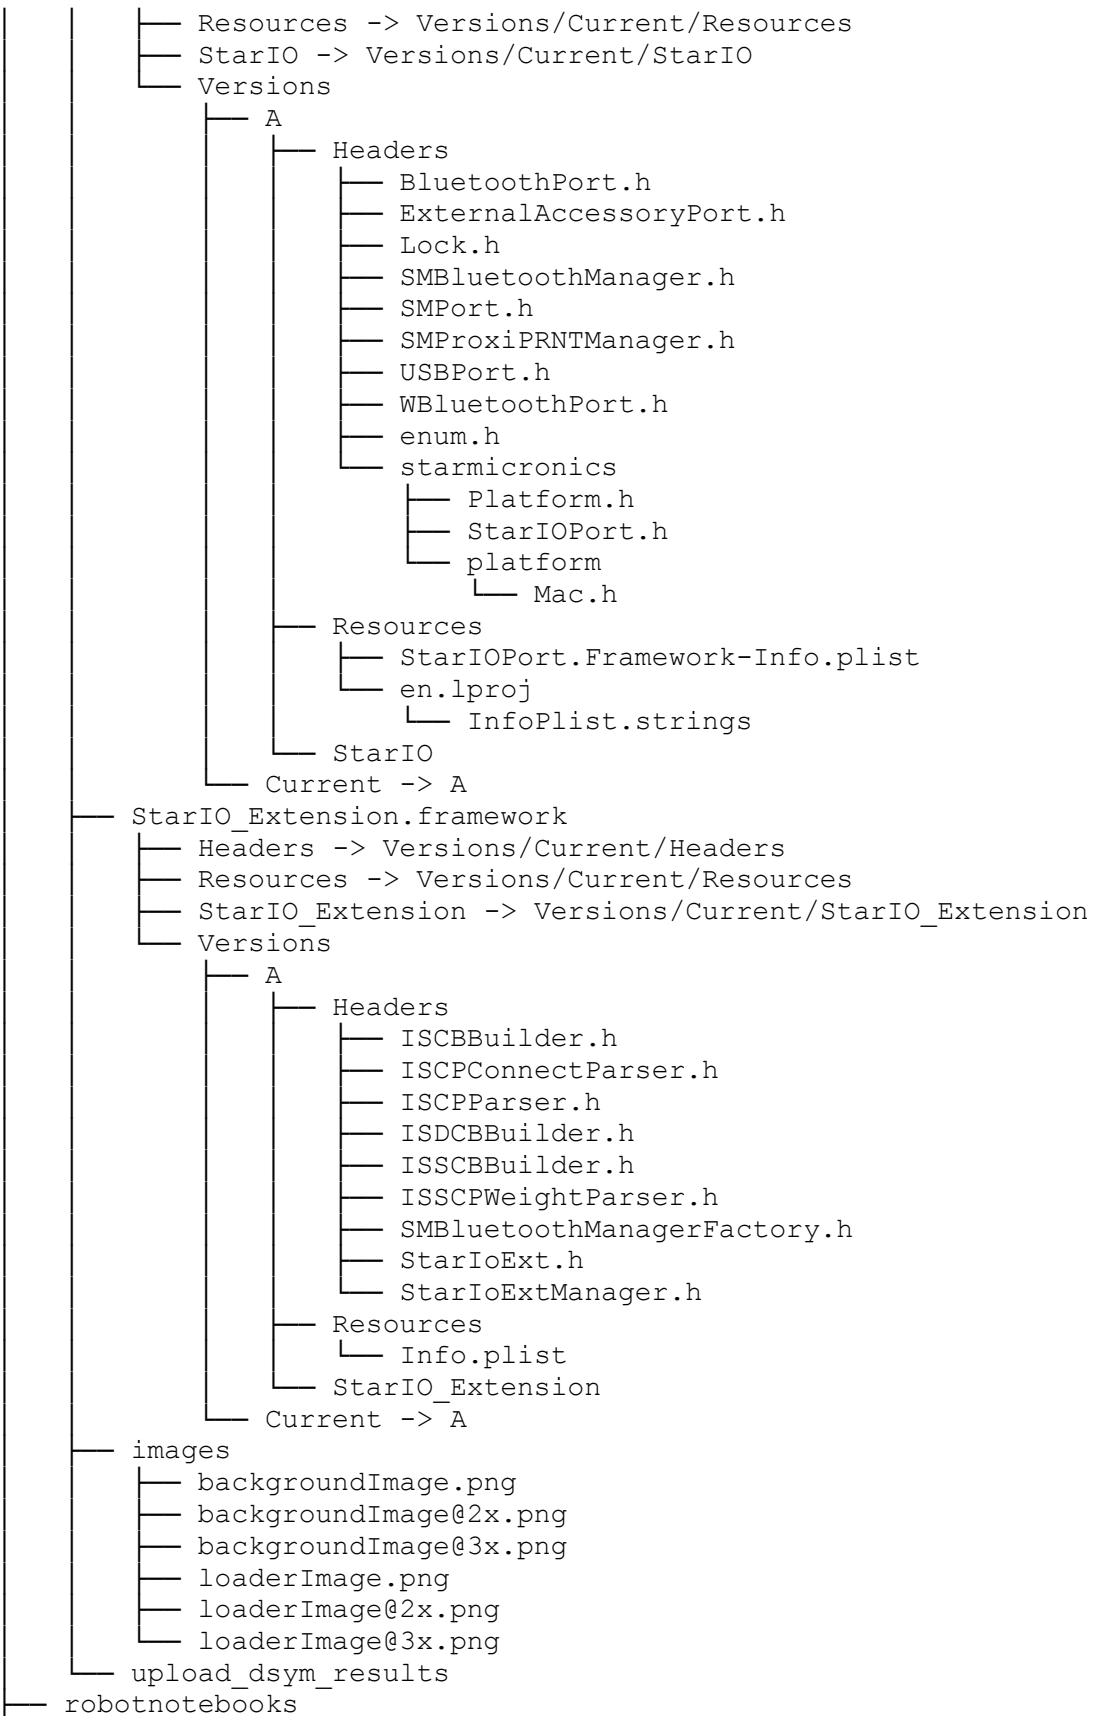 │   │   ├── Resources -> Versions/Current/Resources
│   │   ├── StarIO -> Versions/Current/StarIO
│   │   └── Versions
│   │       ├── A
│   │       │   ├── Headers
│   │       │   │   ├── BluetoothPort.h
│   │       │   │   ├── ExternalAccessoryPort.h
│   │       │   │   ├── Lock.h
│   │       │   │   ├── SMBluetoothManager.h
│   │       │   │   ├── SMPort.h
│   │       │   │   ├── SMProxiPRNTManager.h
│   │       │   │   ├── USBPort.h
│   │       │   │   ├── WBluetoothPort.h
│   │       │   │   ├── enum.h
│   │       │   │   └── starmicronics
│   │       │   │       ├── Platform.h
│   │       │   │       ├── StarIOPort.h
│   │       │   │       └── platform
│   │       │   │           └── Mac.h
│   │       │   ├── Resources
│   │       │   │   ├── StarIOPort.Framework-Info.plist
│   │       │   │   └── en.lproj
│   │       │   │       └── InfoPlist.strings
│   │       │   └── StarIO
│   │       └── Current -> A
│   ├── StarIO_Extension.framework
│   │   ├── Headers -> Versions/Current/Headers
│   │   ├── Resources -> Versions/Current/Resources
│   │   ├── StarIO_Extension -> Versions/Current/StarIO_Extension
│   │   └── Versions
│   │       ├── A
│   │       │   ├── Headers
│   │       │   │   ├── ISCBBuilder.h
│   │       │   │   ├── ISCPConnectParser.h
│   │       │   │   ├── ISCPParser.h
│   │       │   │   ├── ISDCBBuilder.h
│   │       │   │   ├── ISSCBBuilder.h
│   │       │   │   ├── ISSCPWeightParser.h
│   │       │   │   ├── SMBluetoothManagerFactory.h
│   │       │   │   ├── StarIoExt.h
│   │       │   │   └── StarIoExtManager.h
│   │       │   ├── Resources
│   │       │   │   └── Info.plist
│   │       │   └── StarIO_Extension
│   │       └── Current -> A
│   ├── images
│   │   ├── backgroundImage.png
│   │   ├── backgroundImage@2x.png
│   │   ├── backgroundImage@3x.png
│   │   ├── loaderImage.png
│   │   ├── loaderImage@2x.png
│   │   └── loaderImage@3x.png
│   └── upload_dsym_results
├── robotnotebooks